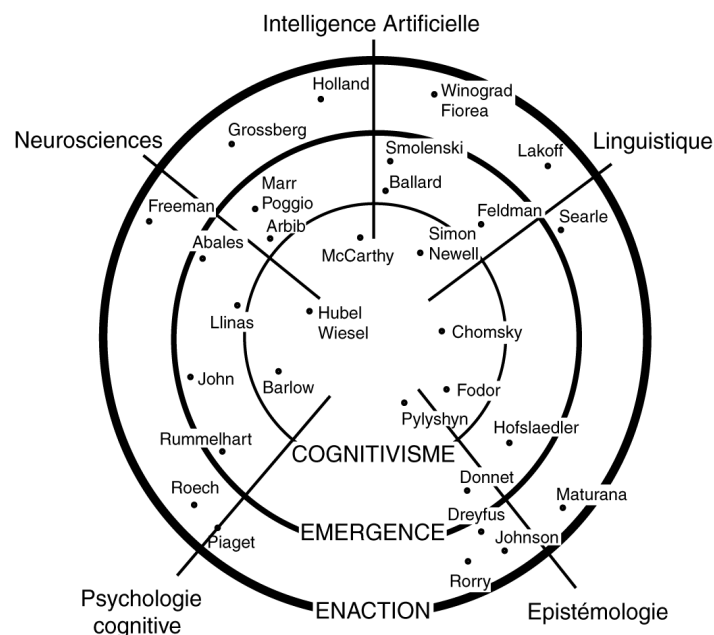 Intelligence Artificielle
Holland
Winograd
Fiorea
Grossberg
Neurosciences
Linguistique
Smolenski
Lakoff
Marr
Poggio
Ballard
Freeman
Feldman
Searle
Arbib
Simon
Newell
Abales
McCarthy
Hubel
Wiesel
Llinas
Chomsky
John
Barlow
Fodor
Pylyshyn
Rummelhart
Hofslaedler
COGNITIVISME
Donnet
Roech
Maturana
Dreyfus
EMERGENCE
Johnson
Piaget
Rorry
Psychologie
cognitive
ENACTION
Epistémologie